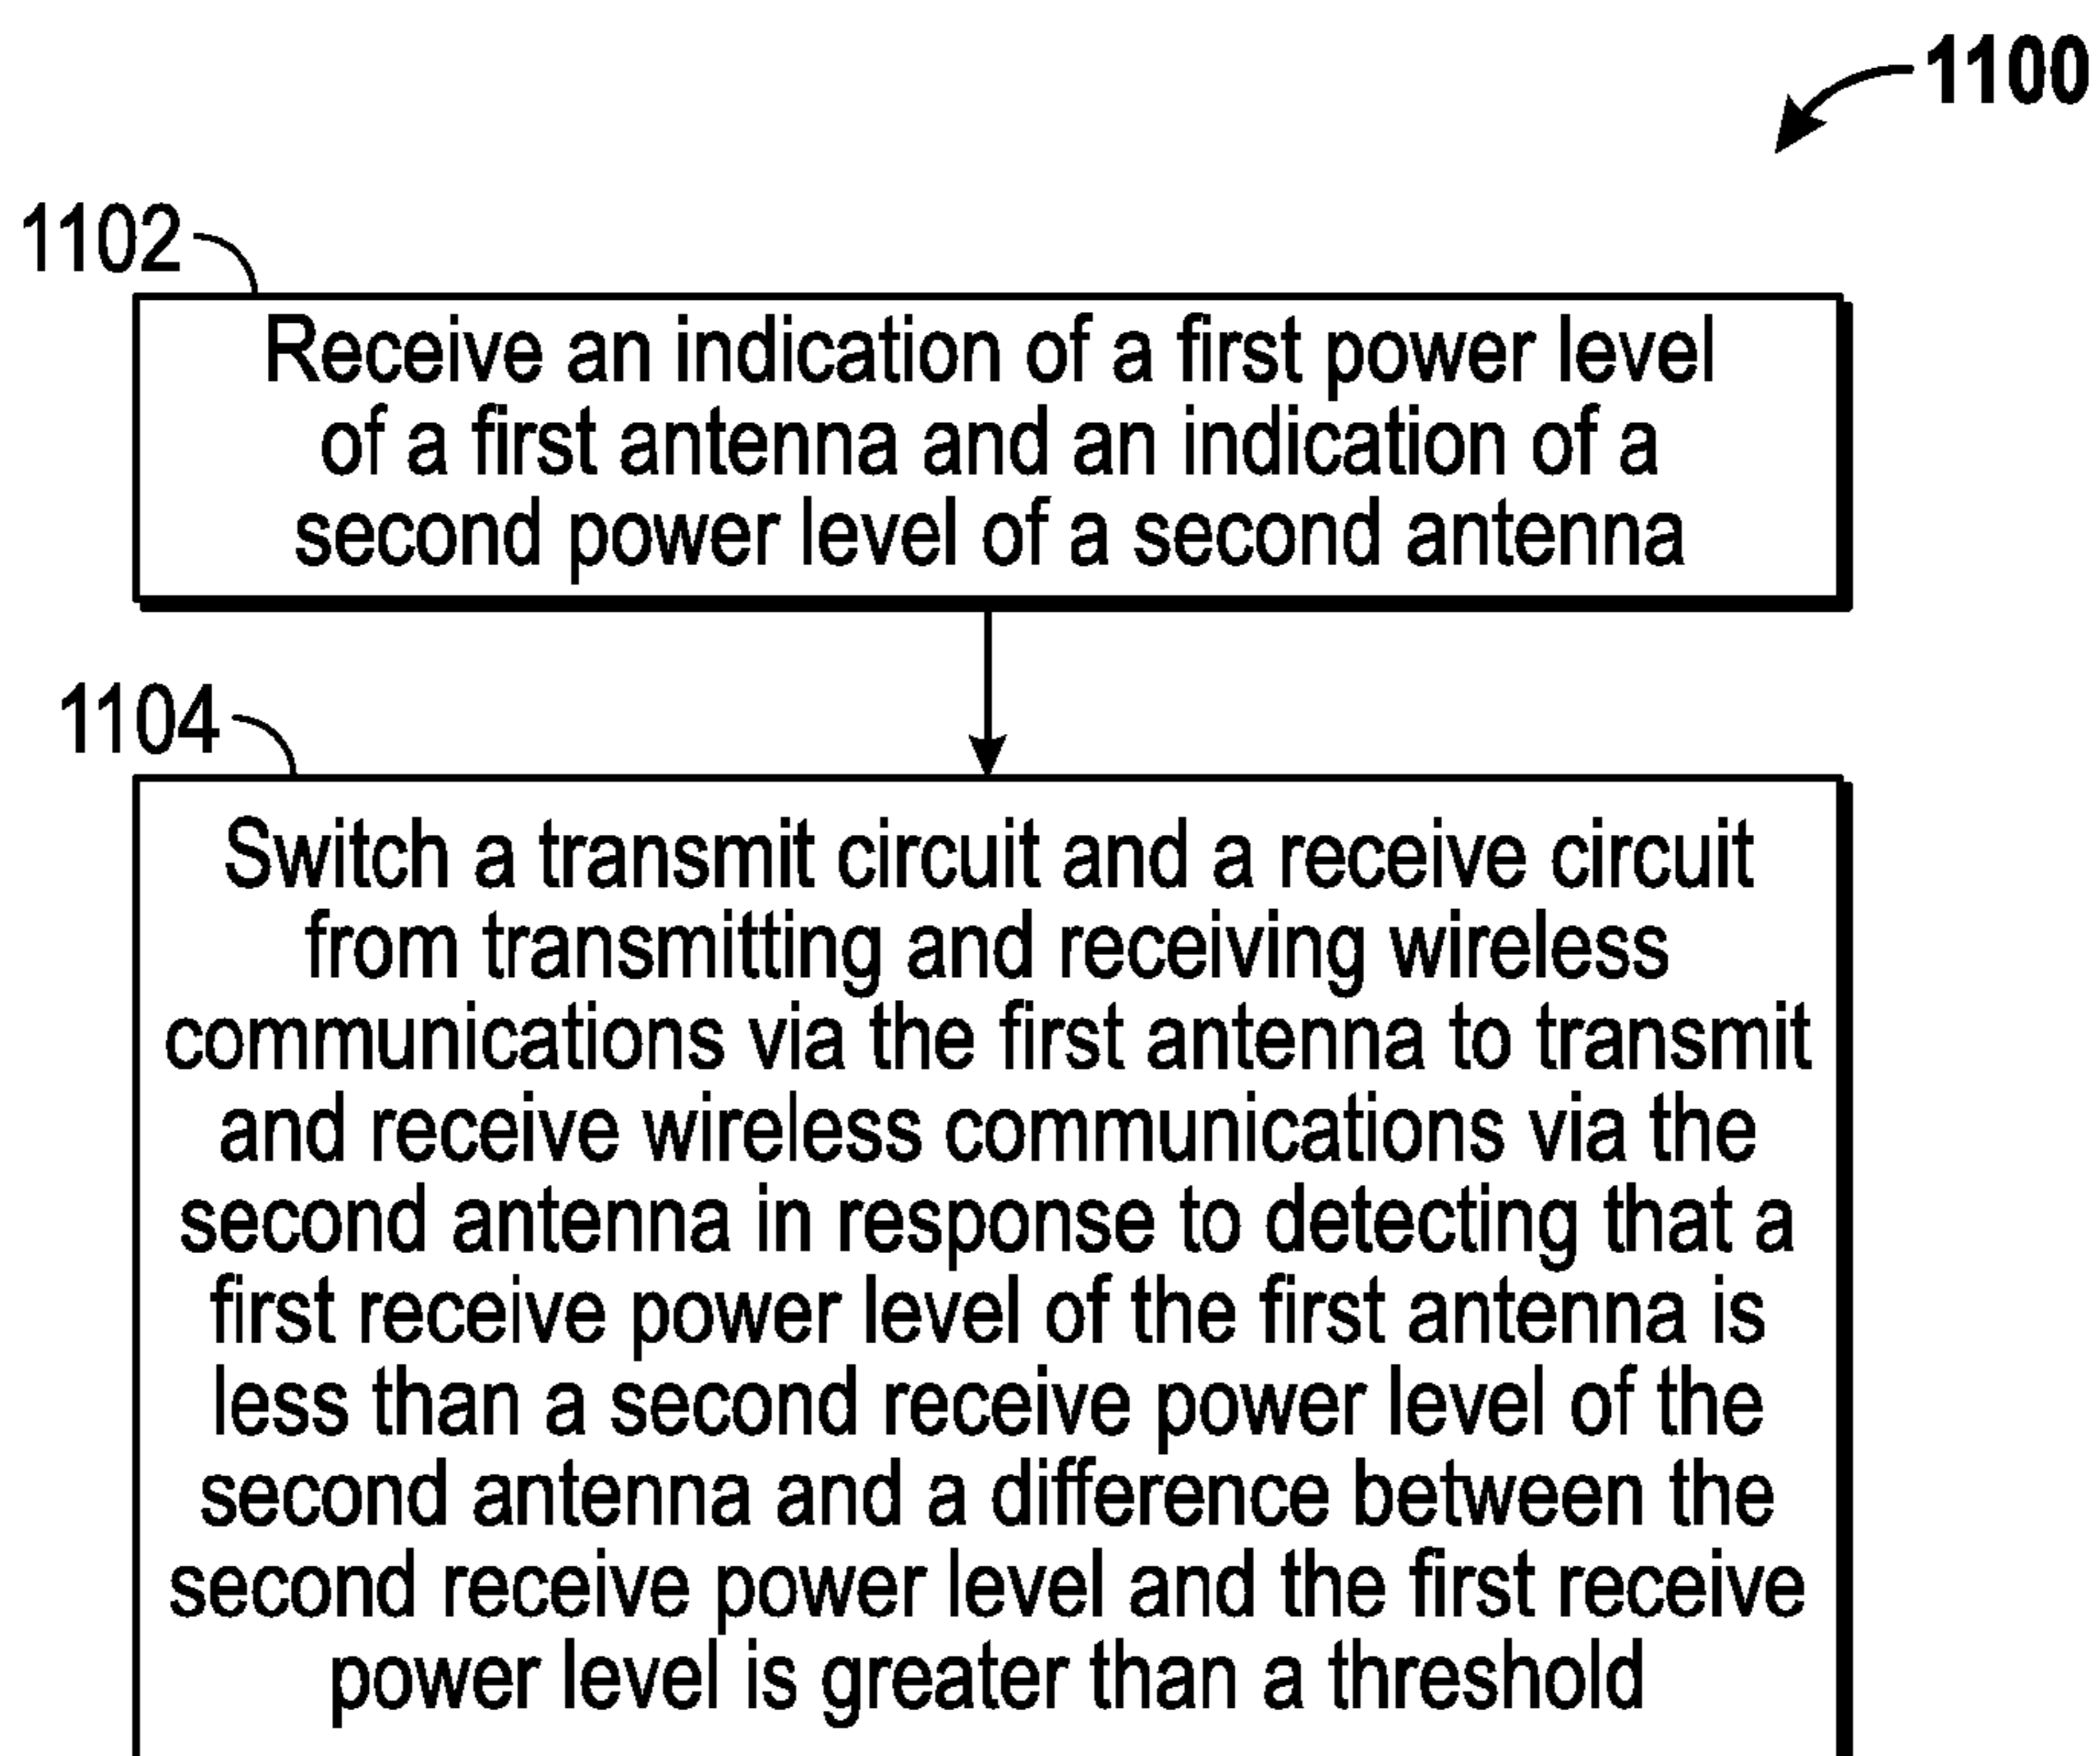 1100
1102
Receive an indication of a first power level
of a first antenna and an indication of a
second power level of a second antenna
1104
Switch a transmit circuit and a receive circuit
from transmitting and receiving wireless
communications via the first antenna to transmit
and receive wireless communications via the
second antenna in response to detecting that a
first receive power level of the first antenna is
less than a second receive power level of the
second antenna and a difference between the
second receive power level and the first receive
power level is greater than a threshold